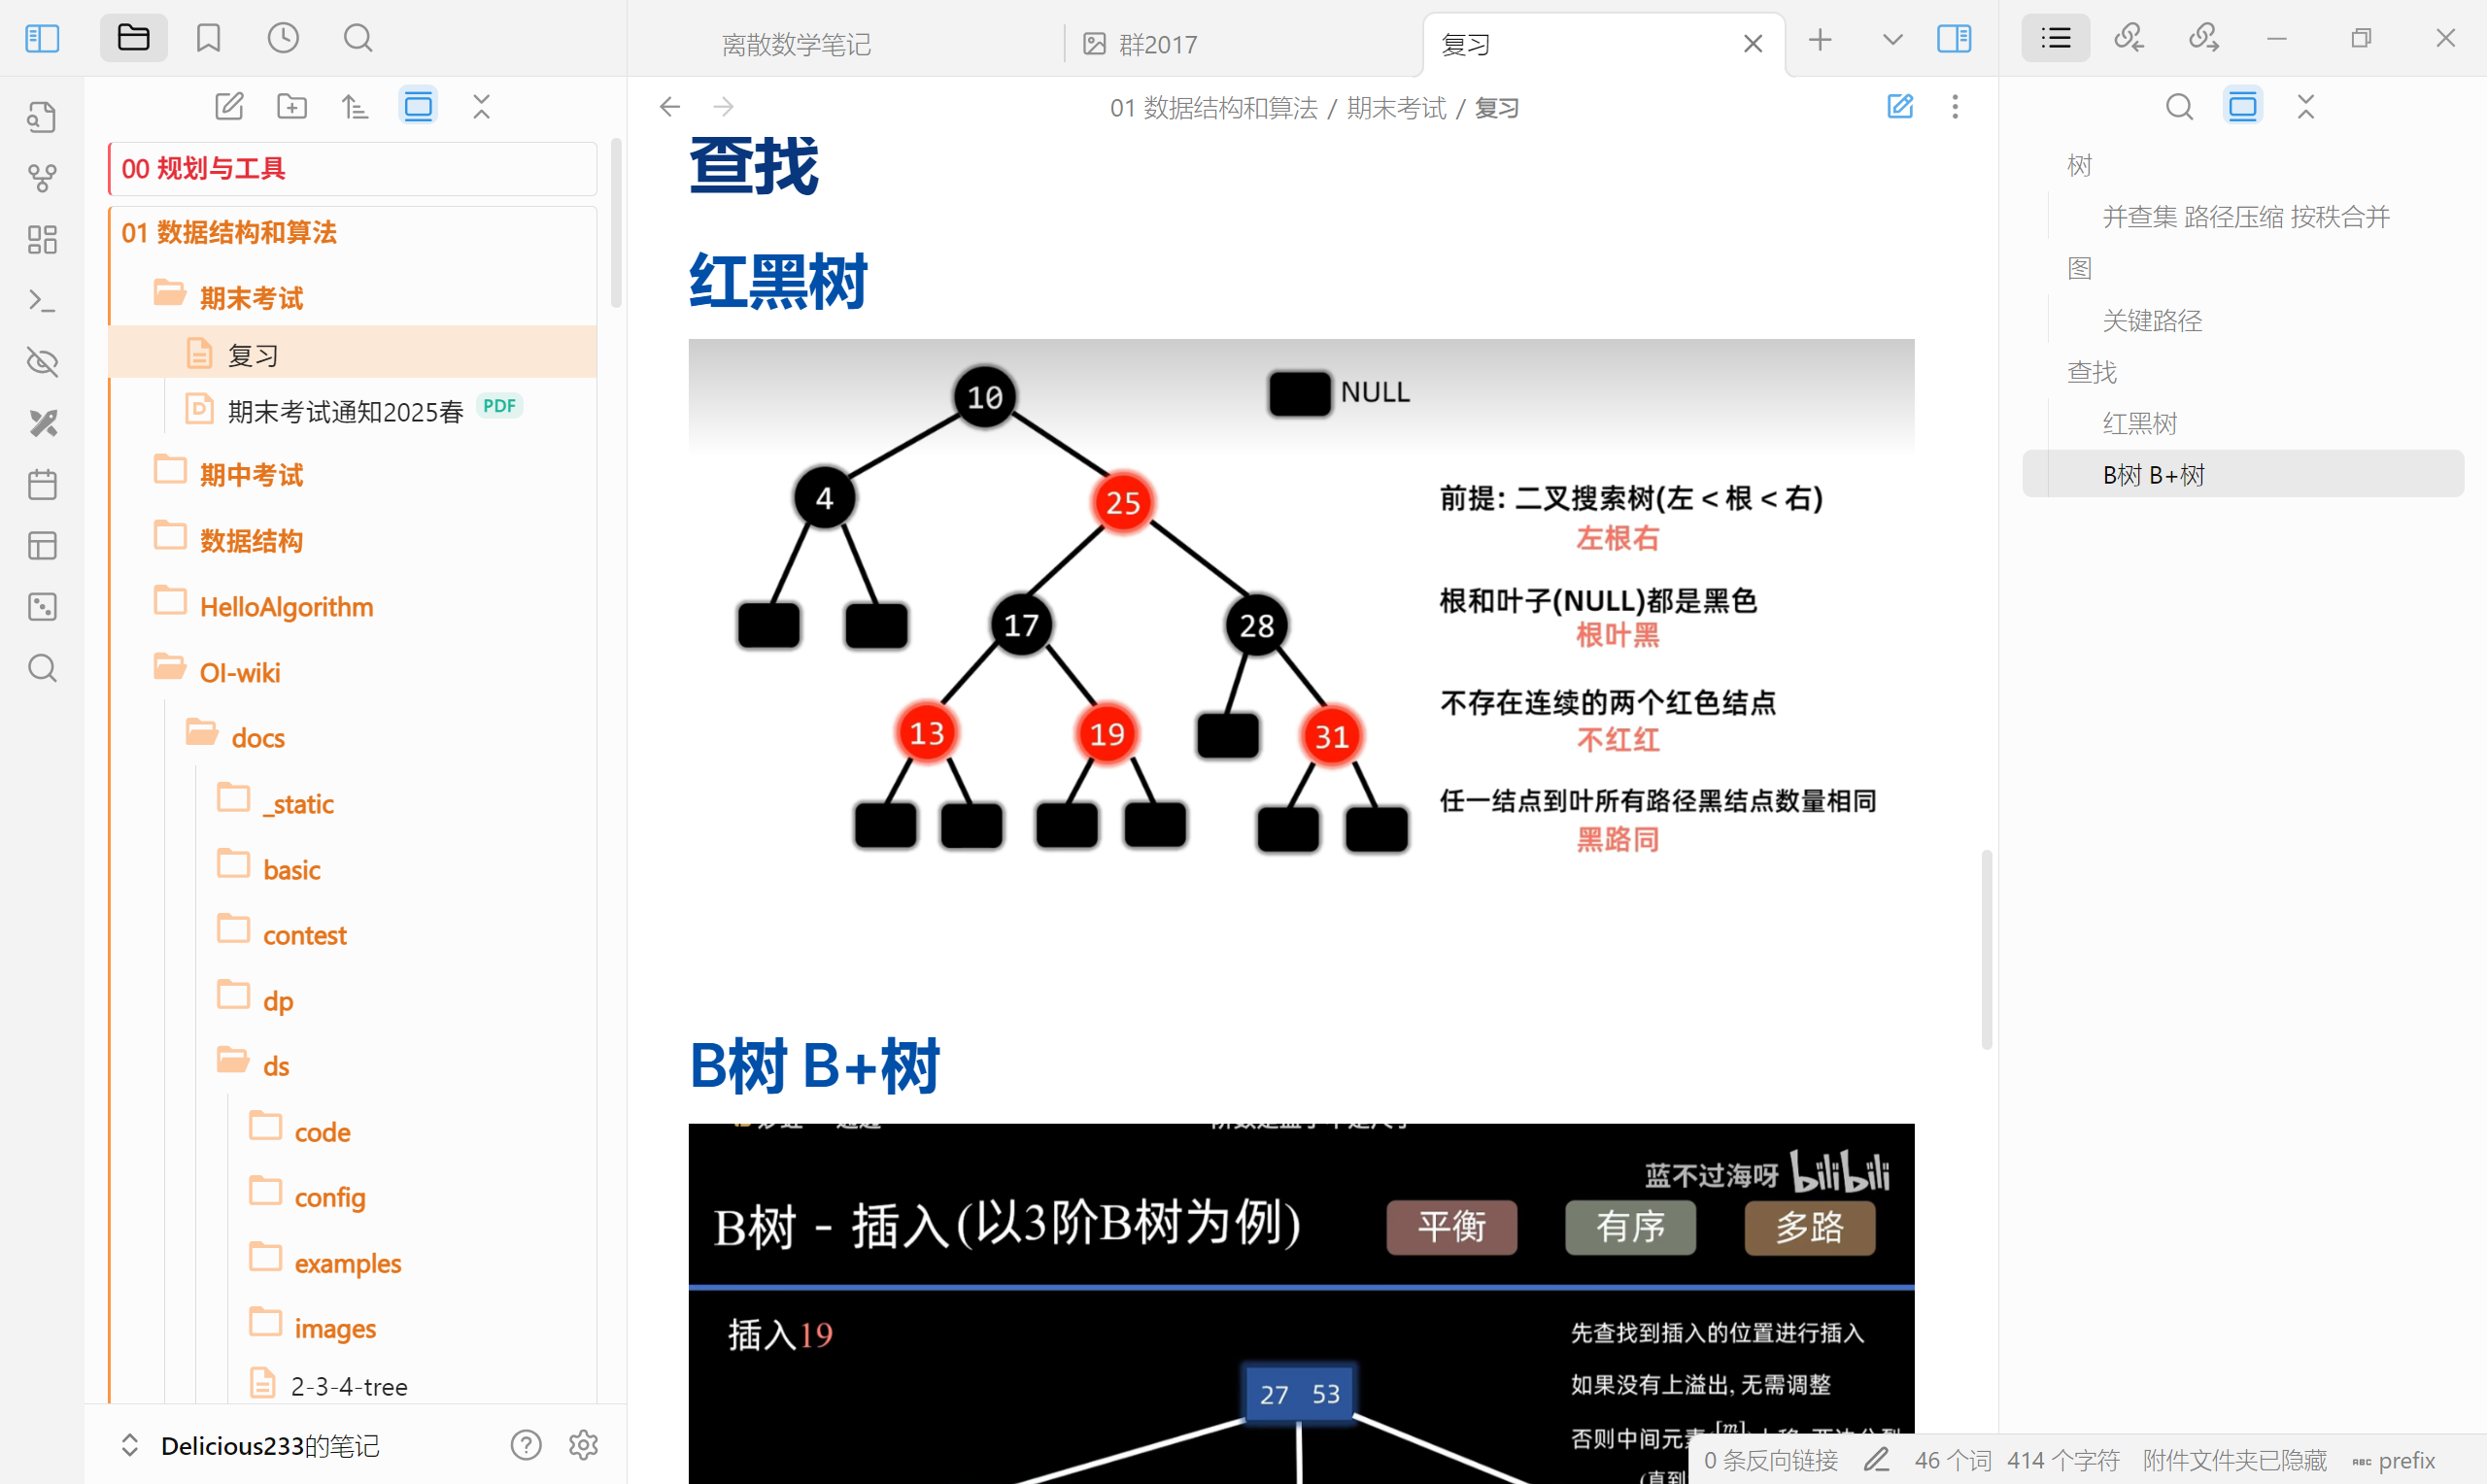 离散数学笔记
群2017
复习
01 数据结构和算法 / 期末考试 / 复习
00 规划与工具
01 数据结构和算法
期末考试
复习
期末考试通知2025春 PDF
期中考试
数据结构
HelloAlgorithm
OI-wiki
docs
_static
basic
contest
dp
ds
code
config
examples
images
2-3-4-tree
Delicious233的笔记
查找
红黑树
10
NULL
4
25
17
28
13
19
31
前提: 二叉搜索树(左 < 根 < 右)
左根右
根和叶子(NULL)都是黑色
根叶黑
不存在连续的两个红色结点
不红红
任一结点到叶所有路径黑结点数量相同
黑路同
B树 B+树
蓝不过海呀 bilibili
B树 - 插入(以3阶B树为例)
平衡
有序
多路
插入19
27 53
先查找到插入的位置进行插入
如果没有上溢出, 无需调整
否则中间元素
树
并查集 路径压缩 按秩合并
图
关键路径
查找
红黑树
B树 B+树
0 条反向链接
46 个词
414 个字符
附件文件夹已隐藏
ABC prefix